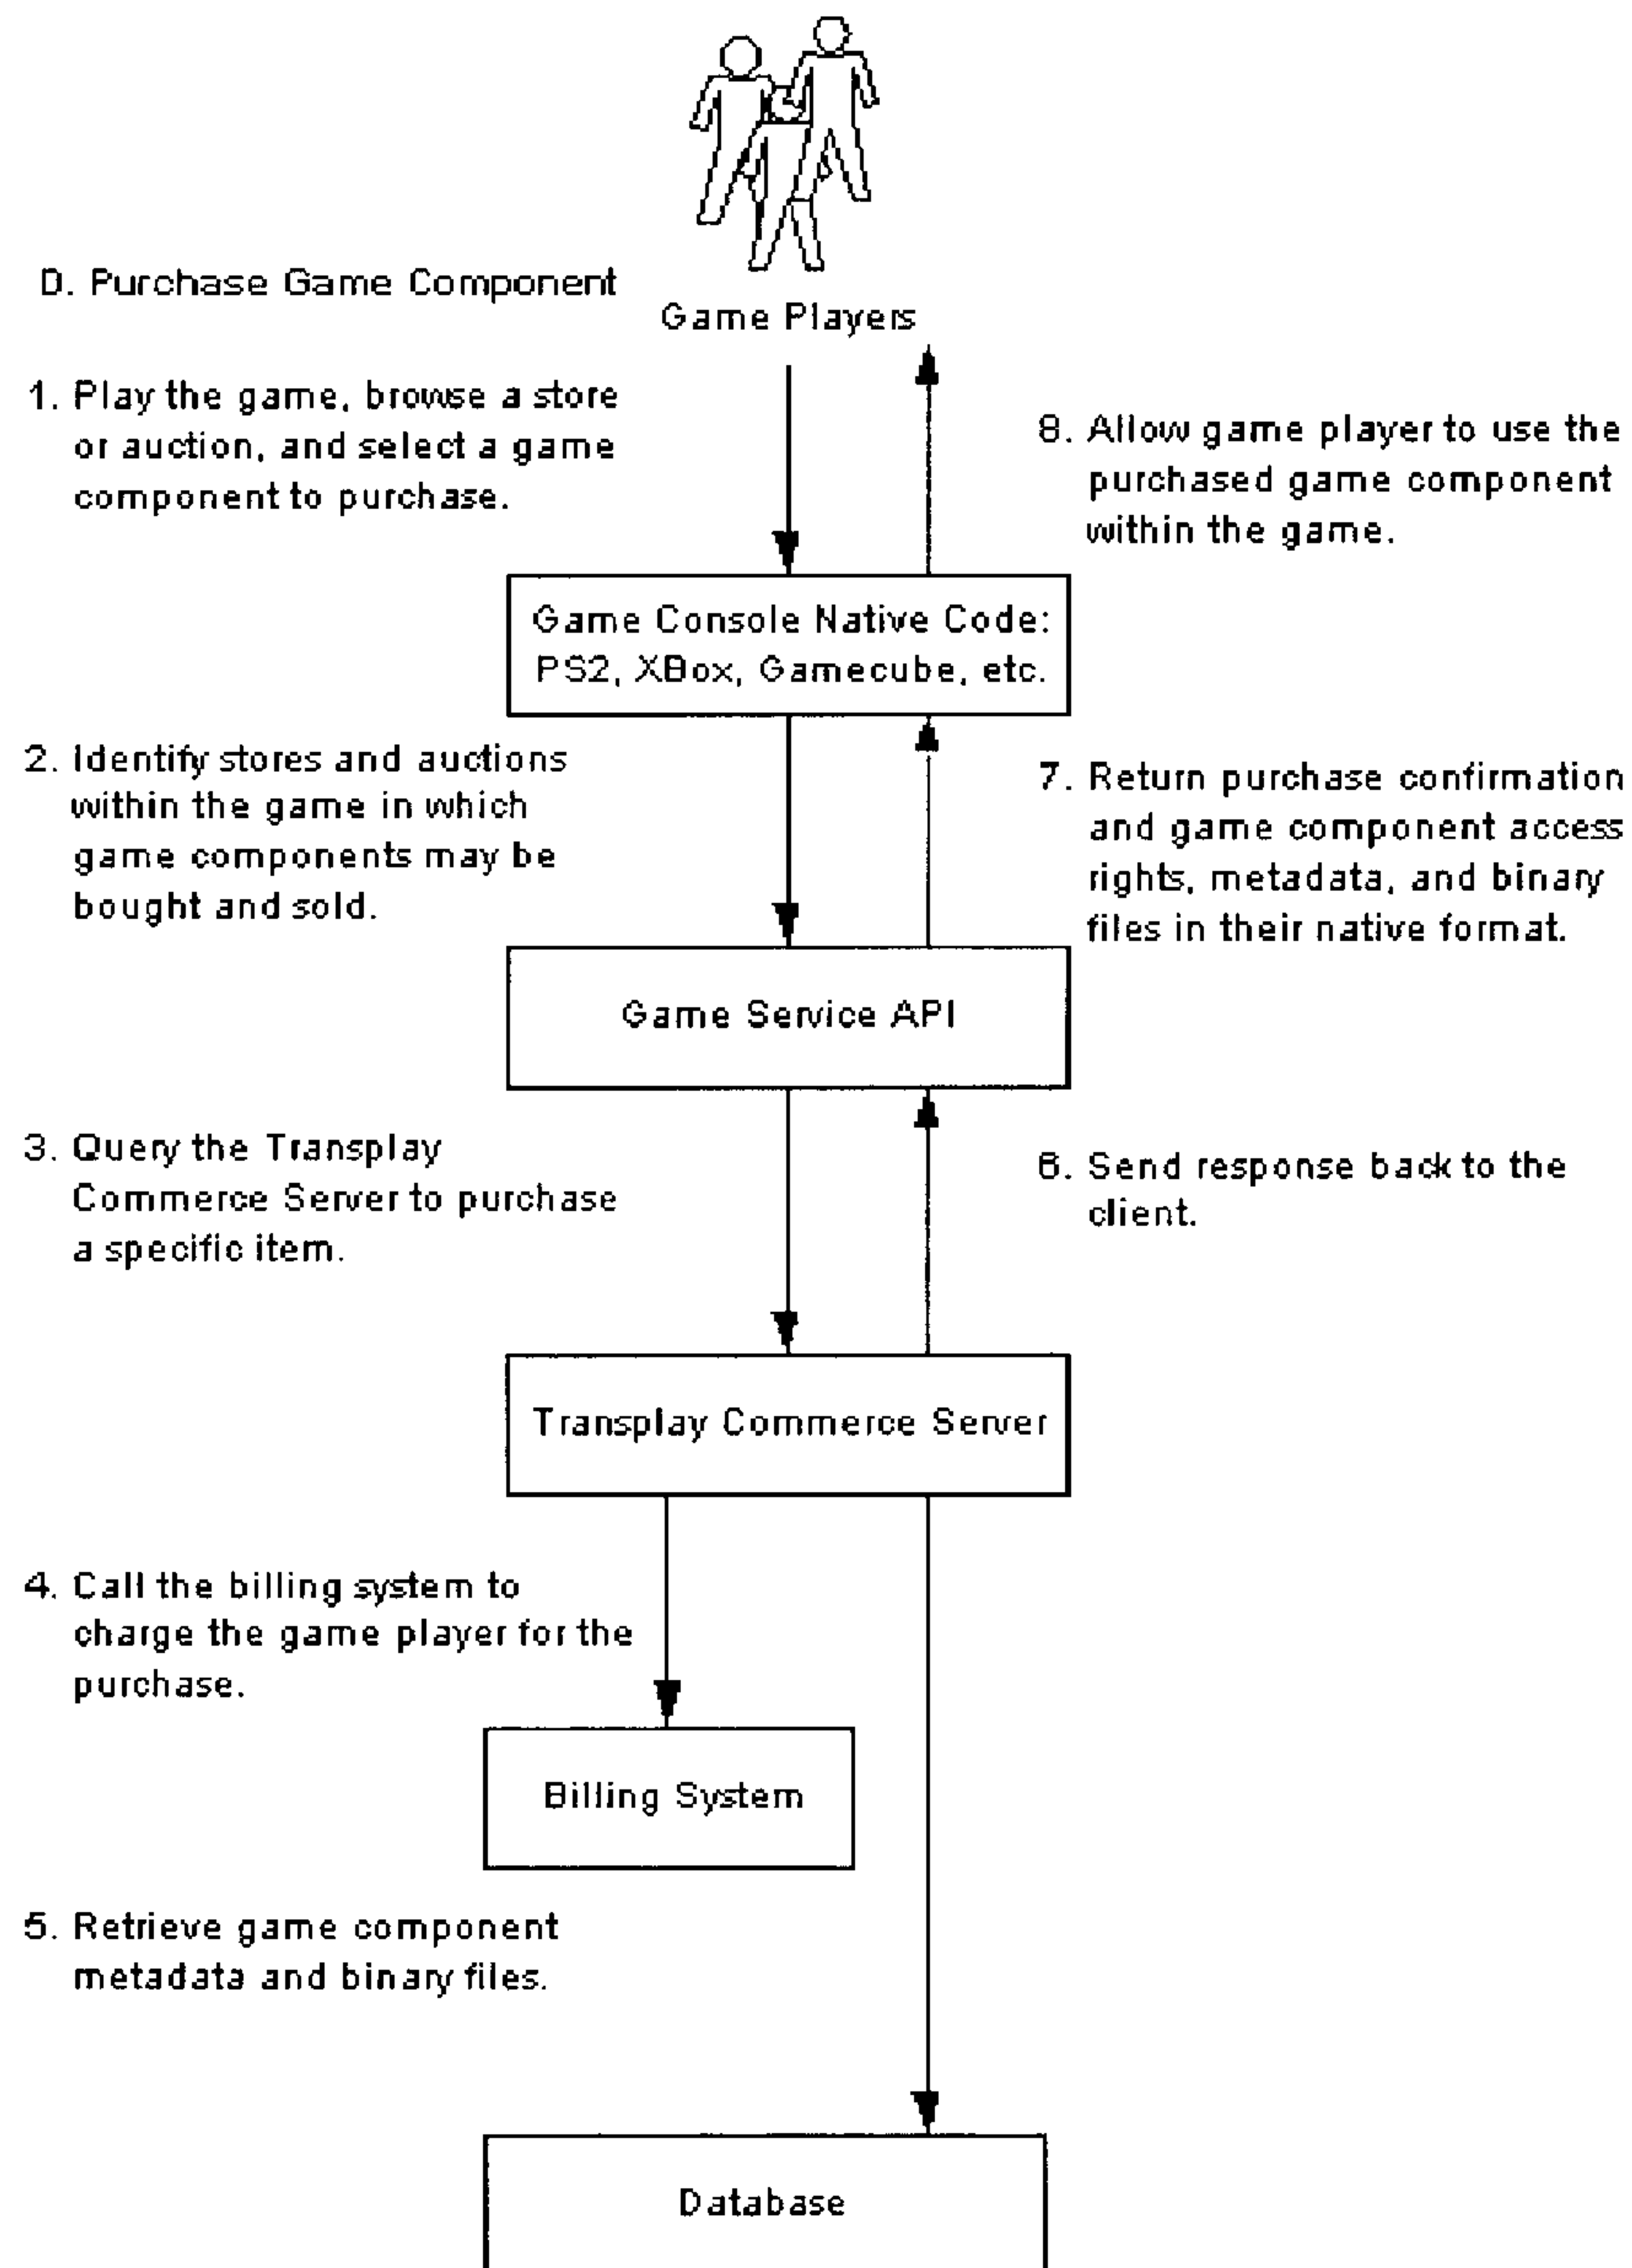 D. Purchase Game Component
Game Players
1. Play the game, browse a store
or auction, and select a game
component to purchase.
8. Allow game player to use the
purchased game component
within the game.
Game Console Native Code:
PS2, XBox, Gamecube, etc.
2. Identify stores and auctions
within the game in which
game components may be
bought and sold.
7. Return purchase confirmation
and game component access
rights, metadata, and binary
files in their native format.
Game Service API
3. Query the Transplay
Commerce Server to purchase
a specific item.
6. Send response back to the
client.
Transplay Commerce Server
4. Call the billing system to
charge the game player for the
purchase.
Billing System
5. Retrieve game component
metadata and binary files.
Database